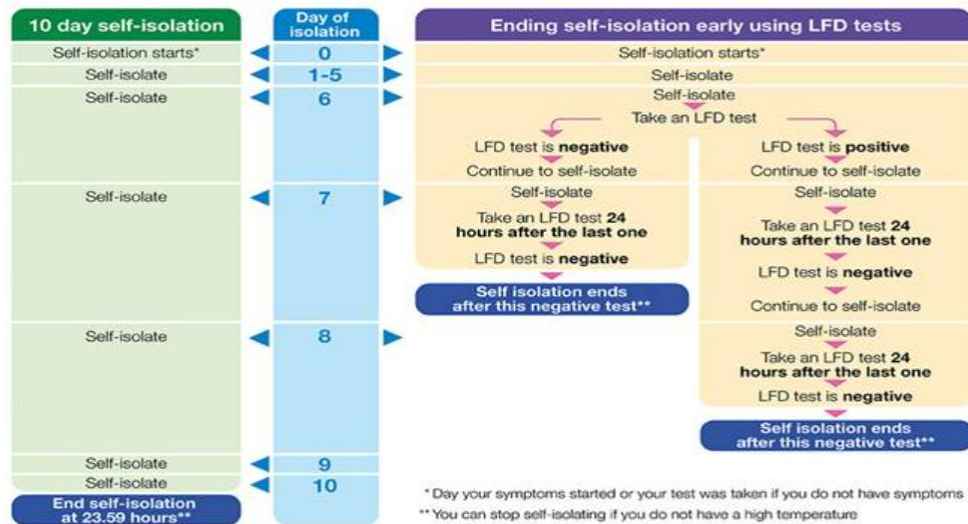 10 day self-isolation
Day of
isolation
Ending self-isolation early using LFD tests
Self-isolation starts*
0
Self-isolation starts*
Self-isolate
1-5
Self-isolate
Self-isolate
6
Self-isolate
Take an LFD test
LFD test is negative
LFD test is positive
Continue to self-isolate
Continue to self-isolate
Self-isolate
7
Self-isolate
Self-isolate
Take an LFD test 24
hours after the last one
Take an LFD test 24
hours after the last one
LFD test is negative
LFD test is negative
Self isolation ends
after this negative test**
Continue to self-isolate
Self-isolate
8
Self-isolate
Take an LFD test 24
hours after the last one
LFD test is negative
Self isolation ends
after this negative test**
Self-isolate
9
Self-isolate
10
End self-isolation
at 23.59 hours**
* Day your symptoms started or your test was taken if you do not have symptoms
** You can stop self-isolating if you do not have a high temperature